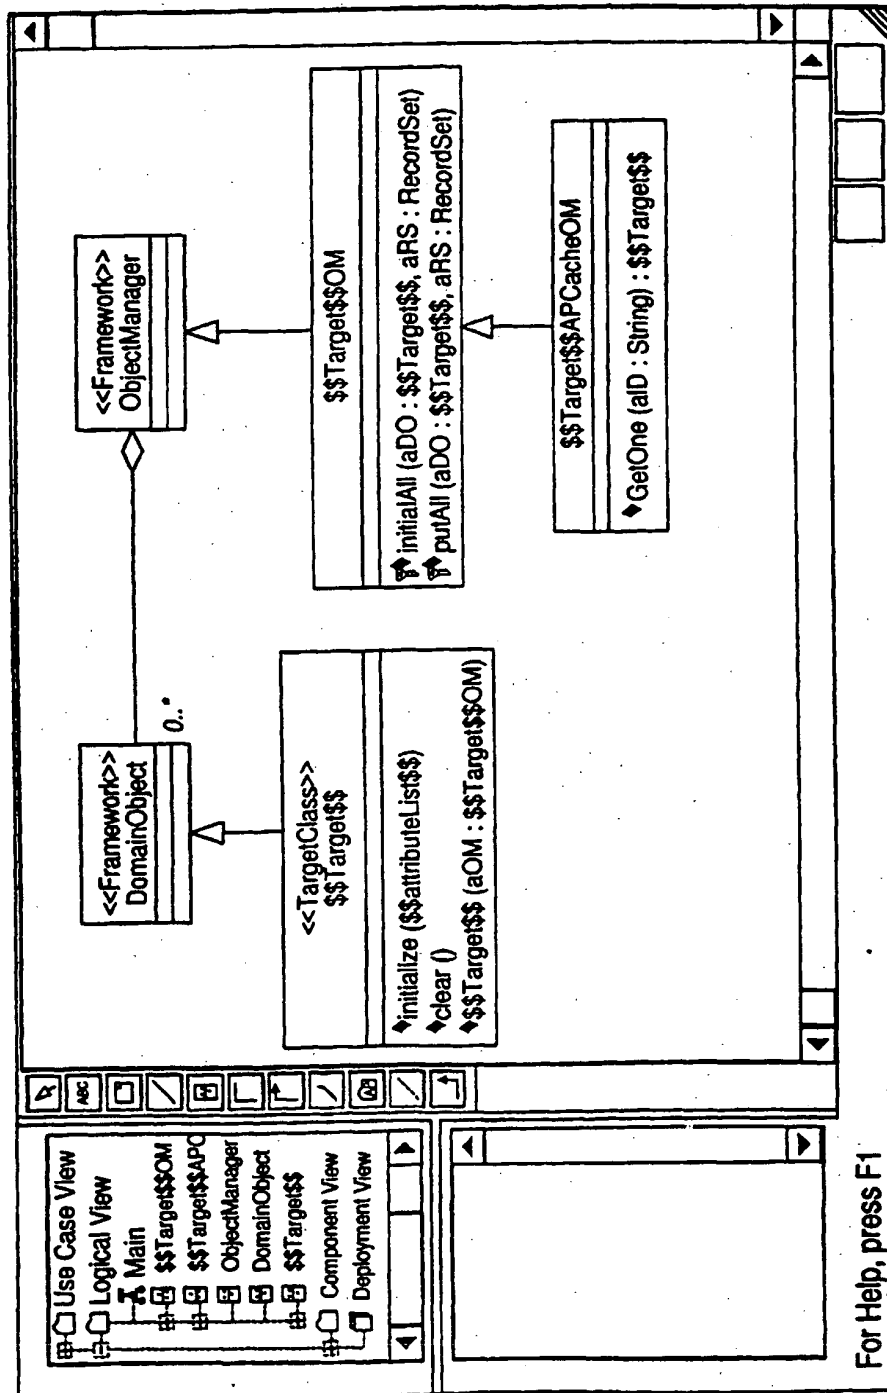 Use Case View
Logical View
Main
$$Target$$OM
$$Target$$APC
ObjectManager
DomainObject
$$Target$$
Component View
Deployment View
ABC
<<Framework>>
DomainObject
0..*
<<Framework>>
ObjectManager
<<TargetClass>>
$$Target$$
initialize ($$attributeList$$)
clear ()
$$Target$$ (aOM : $$Target$$OM)
$$Target$$OM
initialAll (aDO : $$Target$$, aRS : RecordSet)
putAll (aDO : $$Target$$, aRS : RecordSet)
$$Target$$APCacheOM
GetOne (aID : String) : $$Target$$
For Help, press F1